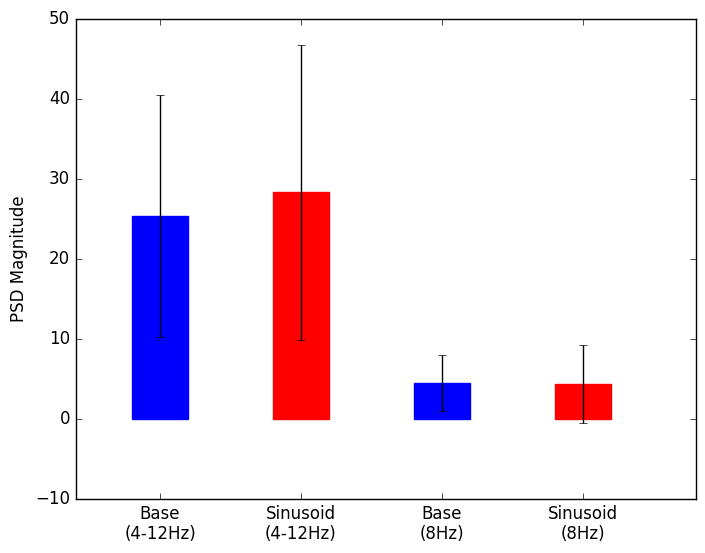 50
40
30
20
10
0
−10
PSD Magnitude
Base
(4-12Hz)
Sinusoid
(4-12Hz)
Base
(8Hz)
Sinusoid
(8Hz)